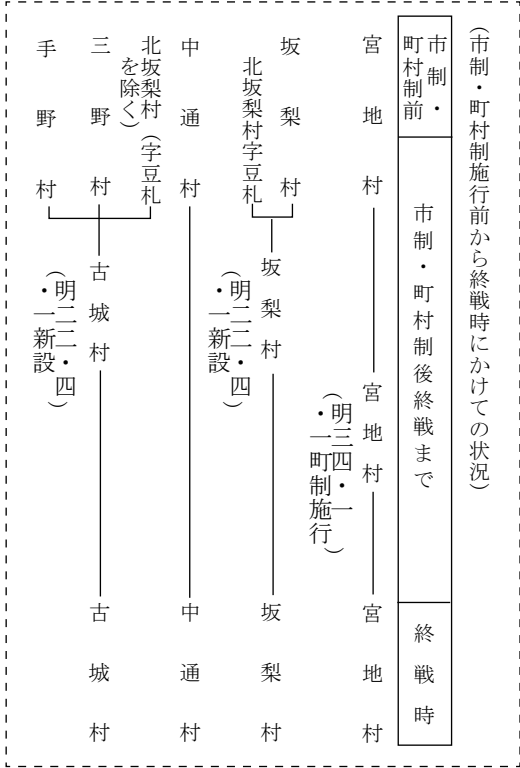 （市制・町村制施行前から終戦時にかけての状況）
市制・
町村制前
市制・町村制後終戦まで
終戦時
宮地村
宮地村
（明三四・一
・一町制施行）
宮地村
坂梨村
北坂梨村字豆札
坂梨村
（明二二・四
・一新設）
坂梨村
中通村
中通村
北坂梨村（字豆札
を除く）
三野村
手野村
古城村
（明二二・四
・一新設）
古城村